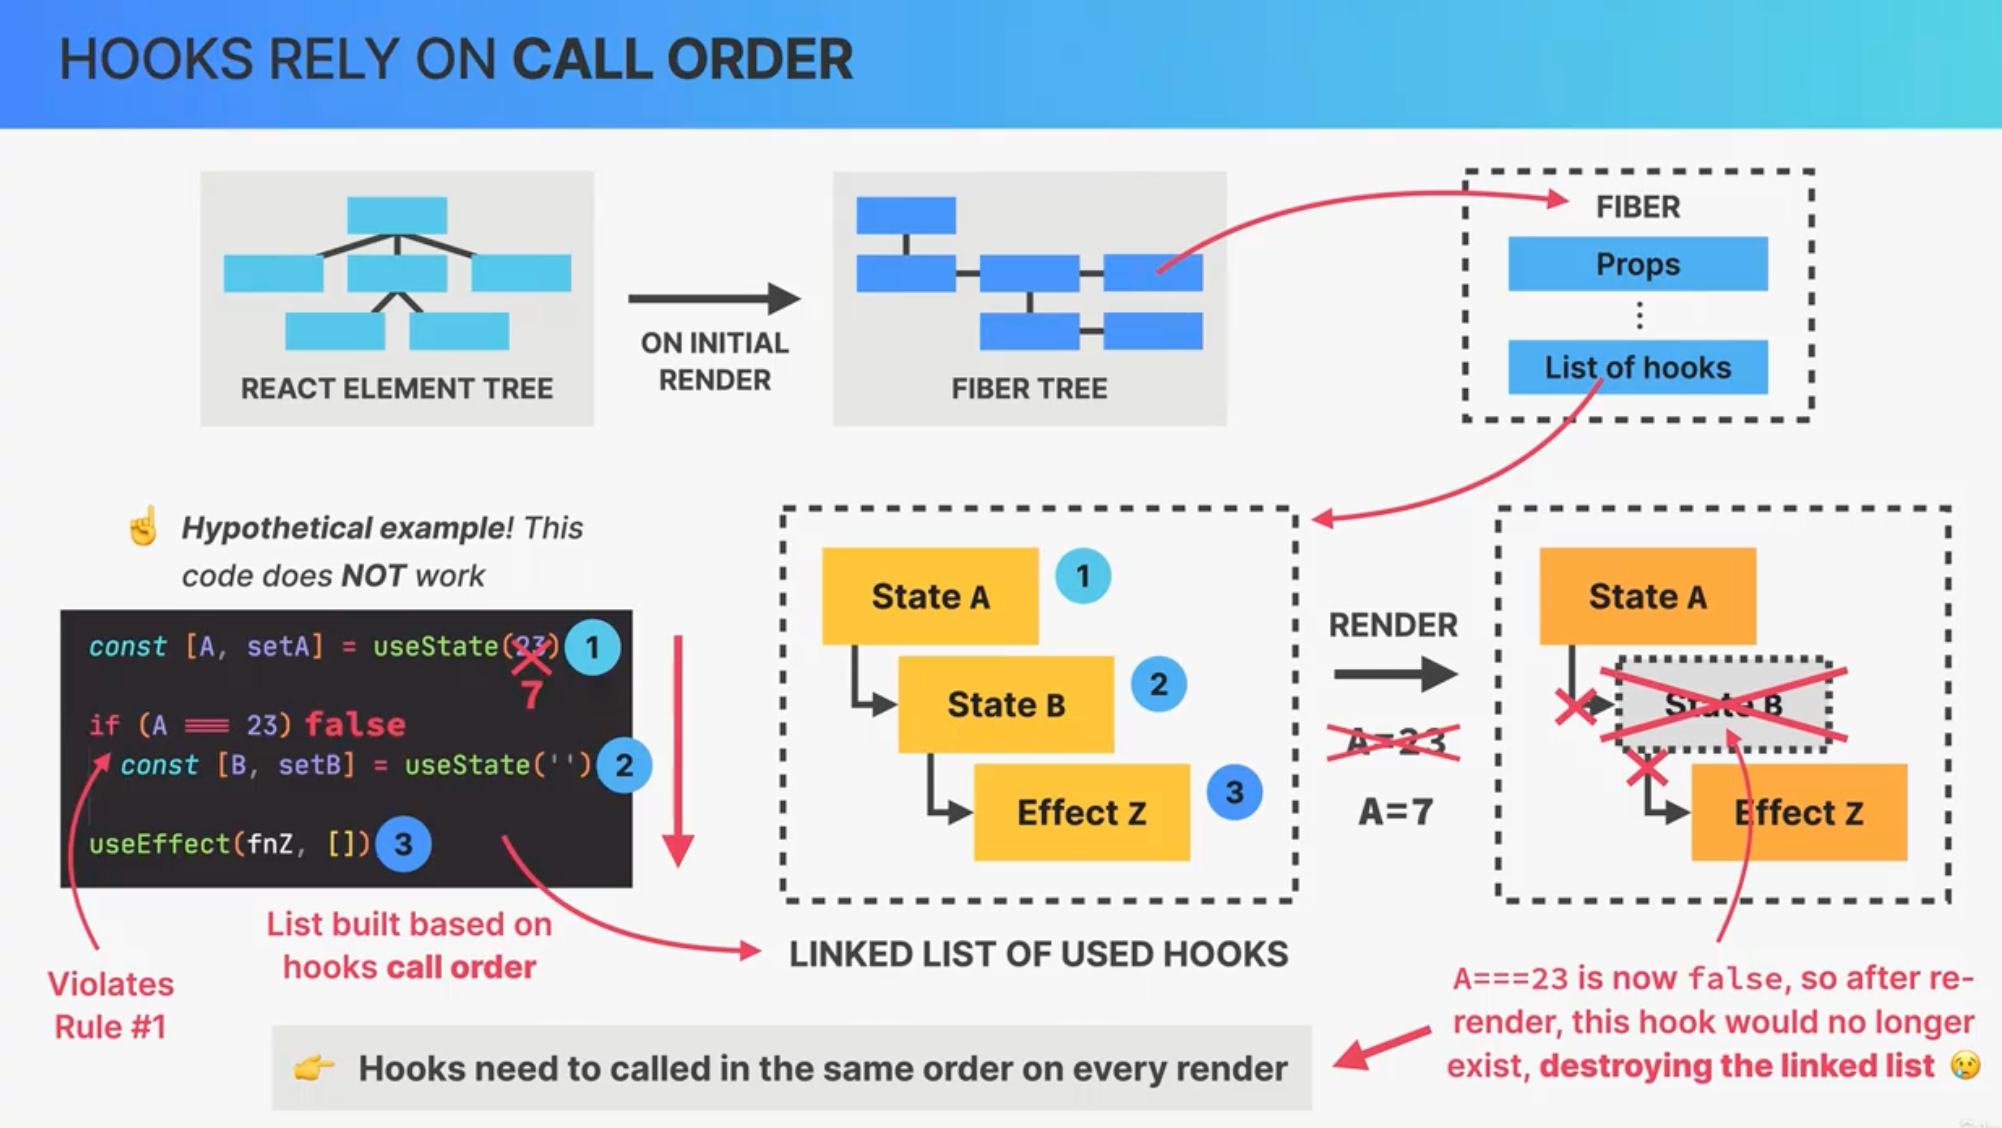 HOOKS RELY ON CALL ORDER
REACT ELEMENT TREE
ON INITIAL
RENDER
FIBER TREE
FIBER
Props
List of hooks
☝️ Hypothetical example! This
code does NOT work
const [A, setA] = useState(23) 1
7
if (A === 23) false
const [B, setB] = useState('') 2
useEffect(fnZ, []) 3
Violates
Rule #1
List built based on
hooks call order
State A 1
State B 2
Effect Z 3
LINKED LIST OF USED HOOKS
RENDER
A=23
A=7
State A
State B
Effect Z
A===23 is now false, so after re-
render, this hook would no longer
exist, destroying the linked list 😢
👉 Hooks need to called in the same order on every render